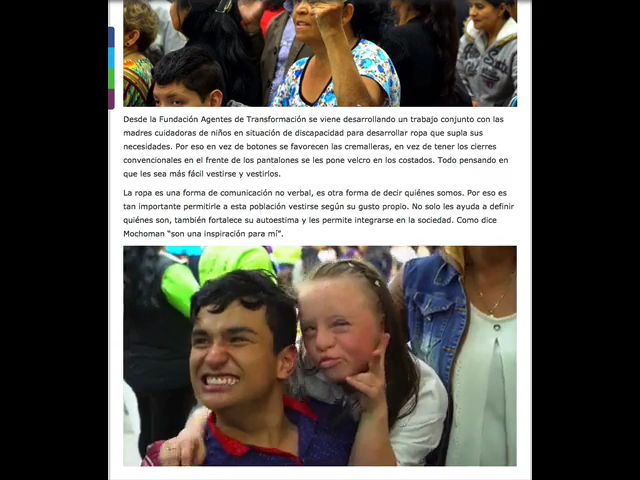 Desde la Fundación Agentes de Transformación se viene desarrollando un trabajo conjunto con las
madres cuidadoras de niños en situación de discapacidad para desarrollar ropa que supla sus
necesidades. Por eso en vez de botones se favorecen las cremalleras, en vez de tener los cierres
convencionales en el frente de los pantalones se les pone velcro en los costados. Todo pensando en
que les sea más fácil vestirse y vestirlos.
La ropa es una forma de comunicación no verbal, es otra forma de decir quiénes somos. Por eso es
tan importante permitirle a esta población vestirse según su gusto propio. No solo les ayuda a definir
quiénes son, también fortalece su autoestima y les permite integrarse en la sociedad. Como dice
Mochoman “son una inspiración para mí”.